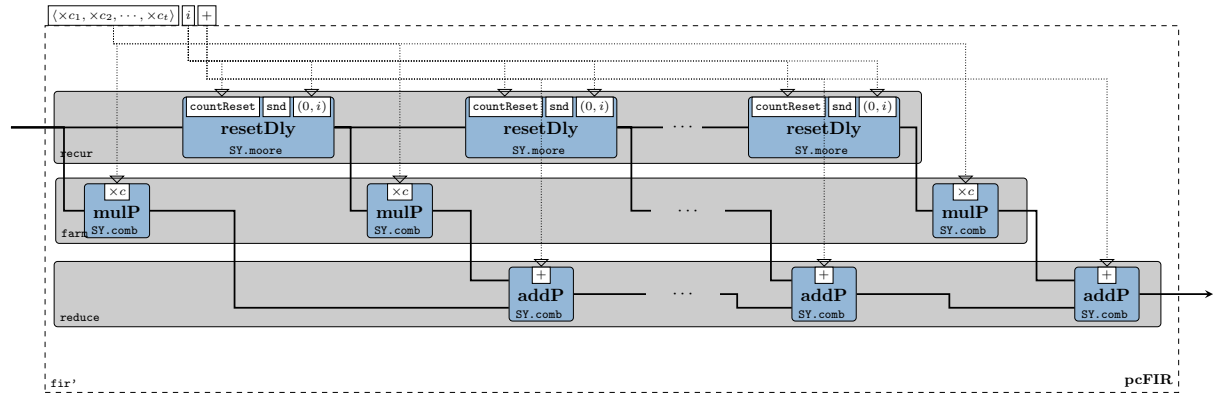 ⟨×c₁, ×c₂, ⋯, ×cₜ⟩ i +
countReset snd (0, i) countReset snd (0, i) countReset snd (0, i)
resetDly resetDly ⋯ resetDly
SY.moore SY.moore SY.moore
recur
×c ×c ×c
mulP mulP ⋯ mulP
SY.comb SY.comb SY.comb
farm
+ + +
addP ⋯ addP addP
SY.comb SY.comb SY.comb
reduce
pcFIR
fir'